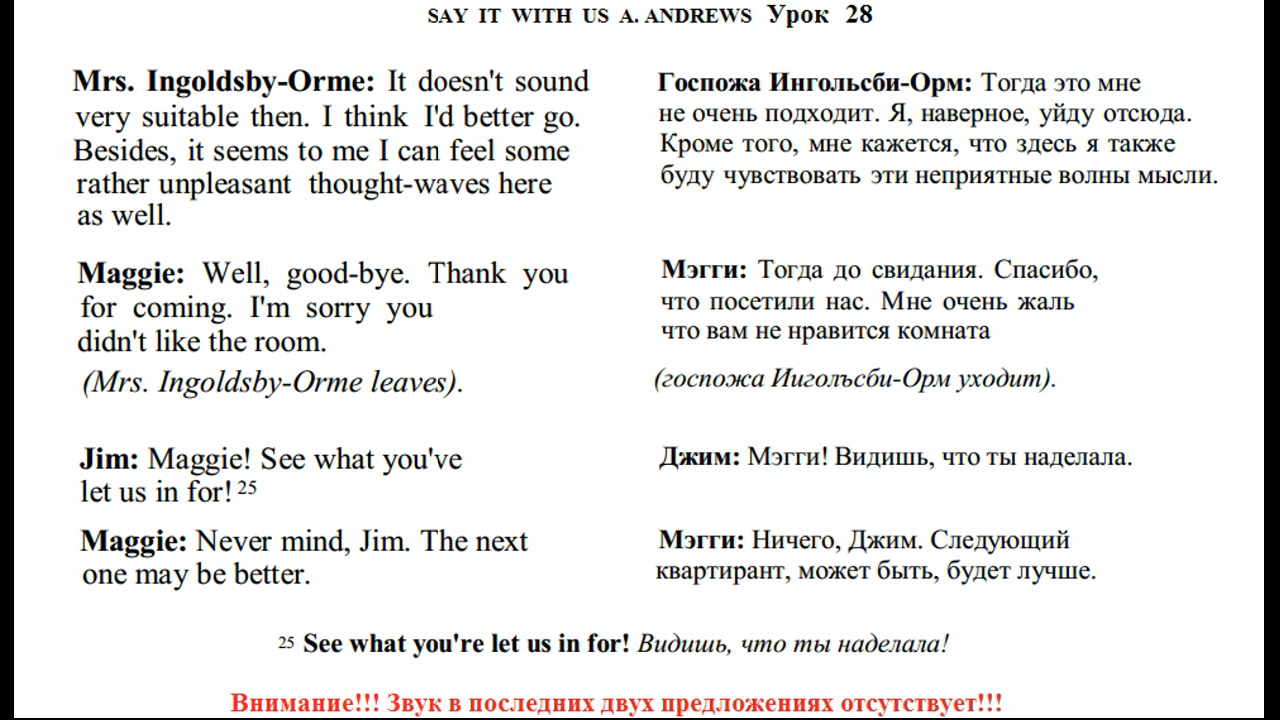 SAY IT WITH US A. ANDREWS Урок 28
Mrs. Ingoldsby-Orme: It doesn't sound
very suitable then. I think I'd better go.
Besides, it seems to me I can feel some
rather unpleasant thought-waves here
as well.
Maggie: Well, good-bye. Thank you
for coming. I'm sorry you
didn't like the room.
(Mrs. Ingoldsby-Orme leaves).
Jim: Maggie! See what you've
let us in for! 25
Maggie: Never mind, Jim. The next
one may be better.
Госпожа Ингольсби-Орм: Тогда это мне
не очень подходит. Я, наверное, уйду отсюда.
Кроме того, мне кажется, что здесь я также
буду чувствовать эти неприятные волны мысли.
Мэгги: Тогда до свидания. Спасибо,
что посетили нас. Мне очень жаль
что вам не нравится комната
(госпожа Ииголъсби-Орм уходит).
Джим: Мэгги! Видишь, что ты наделала.
Мэгги: Ничего, Джим. Следующий
квартирант, может быть, будет лучше.
25 See what you're let us in for! Видишь, что ты наделала!
Внимание!!! Звук в последних двух предложениях отсутствует!!!